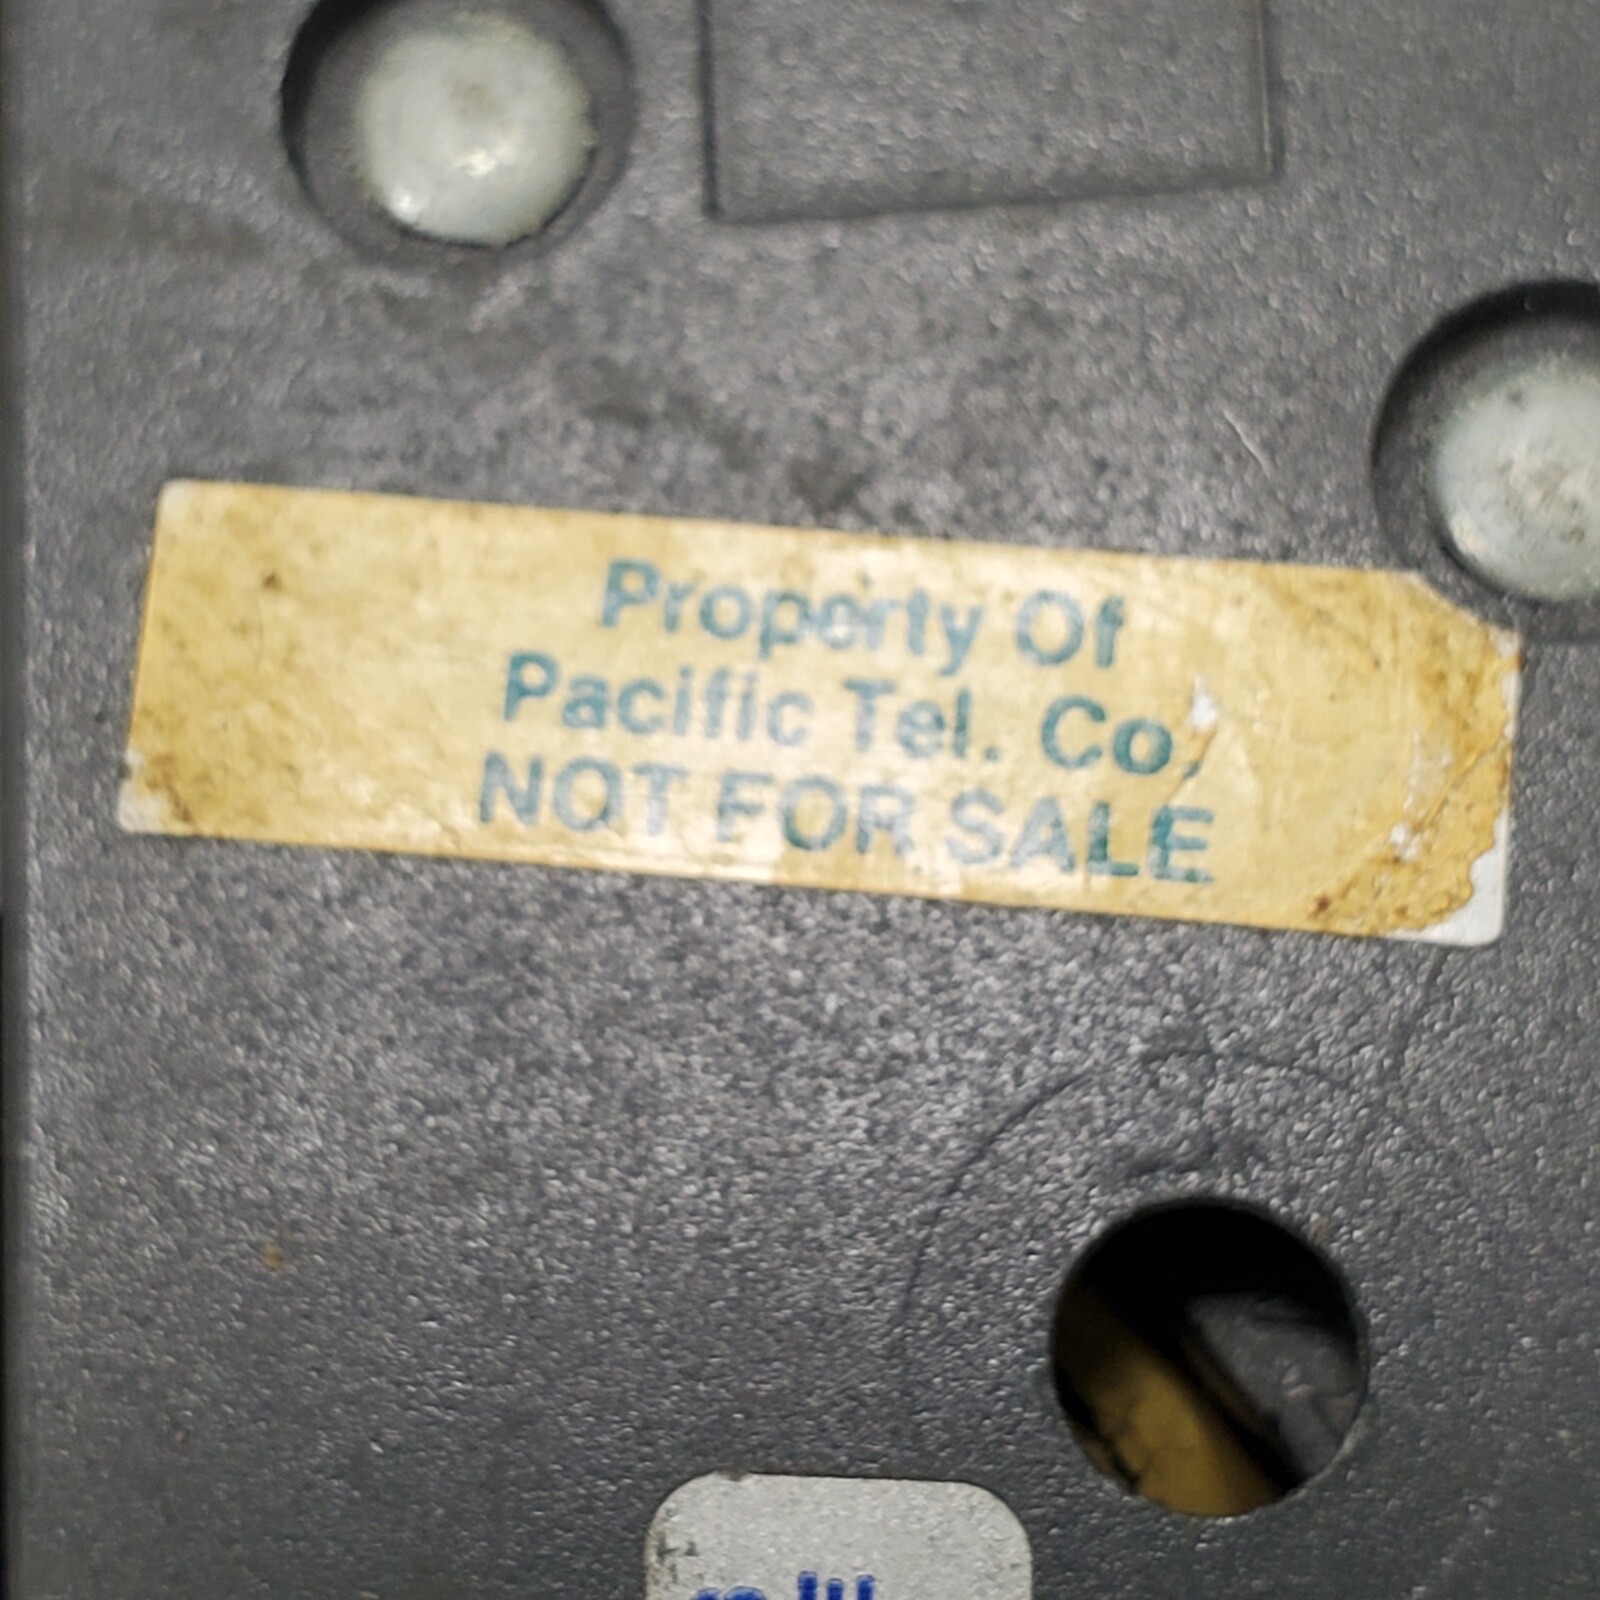 Property Of
Pacific Tel. Co.
NOT FOR SALE